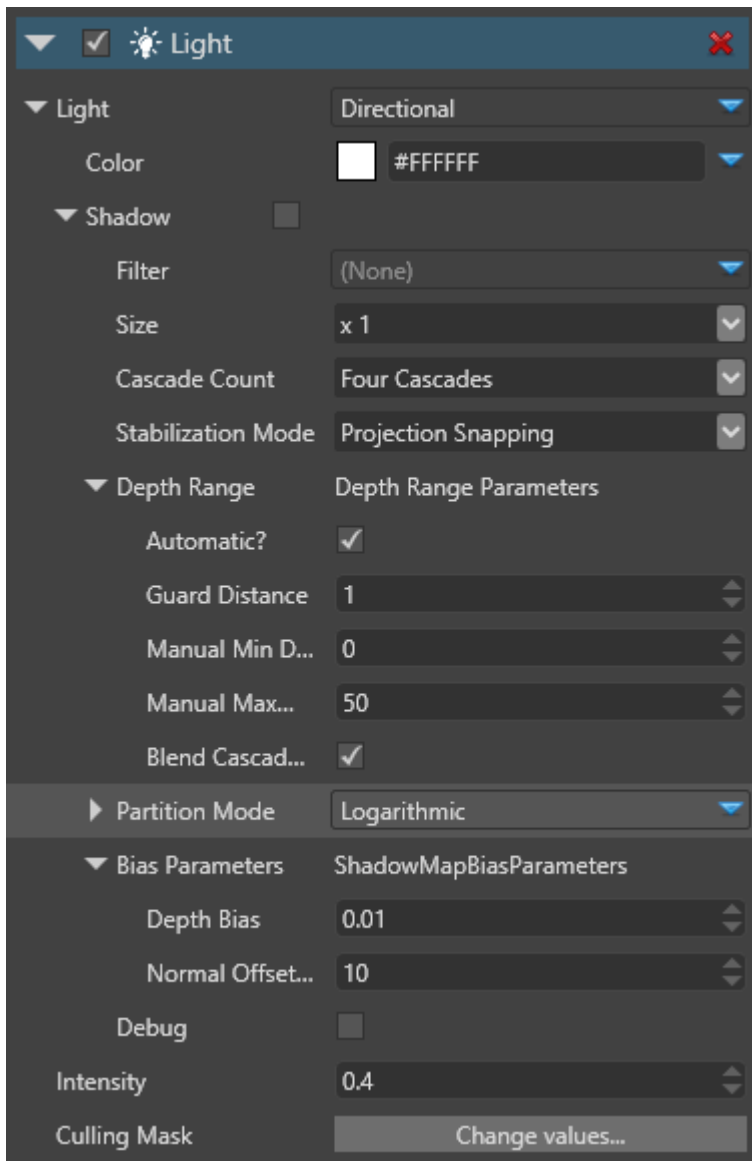 Light
Light Directional
Color #FFFFFF
Shadow
Filter (None)
Size x 1
Cascade Count Four Cascades
Stabilization Mode Projection Snapping
Depth Range Depth Range Parameters
Automatic?
Guard Distance 1
Manual Min D... 0
Manual Max... 50
Blend Cascad...
Partition Mode Logarithmic
Bias Parameters ShadowMapBiasParameters
Depth Bias 0.01
Normal Offset... 10
Debug
Intensity 0.4
Culling Mask Change values...